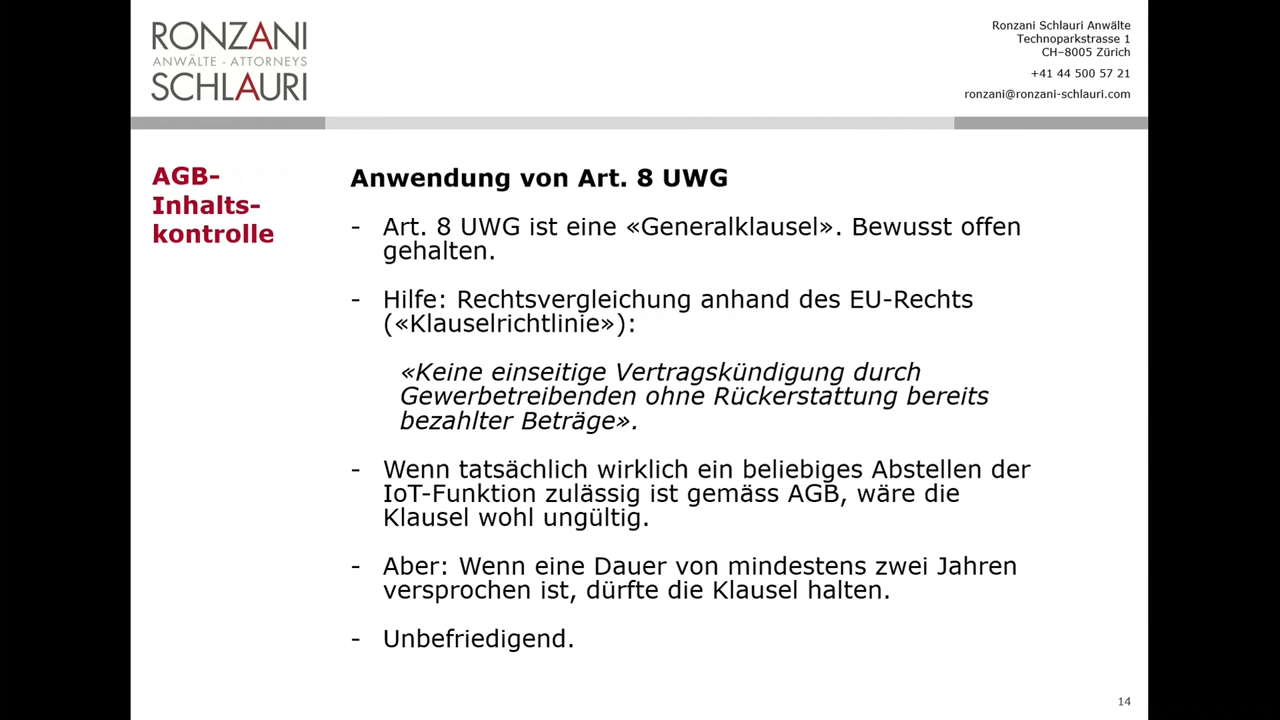 RONZANI
ANWÄLTE - ATTORNEYS
SCHLAURI
Ronzani Schlauri Anwälte
Technoparkstrasse 1
CH–8005 Zürich
+41 44 500 57 21
ronzani@ronzani-schlauri.com
AGB-
Inhalts-
kontrolle
Anwendung von Art. 8 UWG
- Art. 8 UWG ist eine «Generalklausel». Bewusst offen
gehalten.
- Hilfe: Rechtsvergleichung anhand des EU-Rechts
(«Klauselrichtlinie»):
«Keine einseitige Vertragskündigung durch
Gewerbetreibenden ohne Rückerstattung bereits
bezahlter Beträge».
- Wenn tatsächlich wirklich ein beliebiges Abstellen der
IoT-Funktion zulässig ist gemäss AGB, wäre die
Klausel wohl ungültig.
- Aber: Wenn eine Dauer von mindestens zwei Jahren
versprochen ist, dürfte die Klausel halten.
- Unbefriedigend.
14